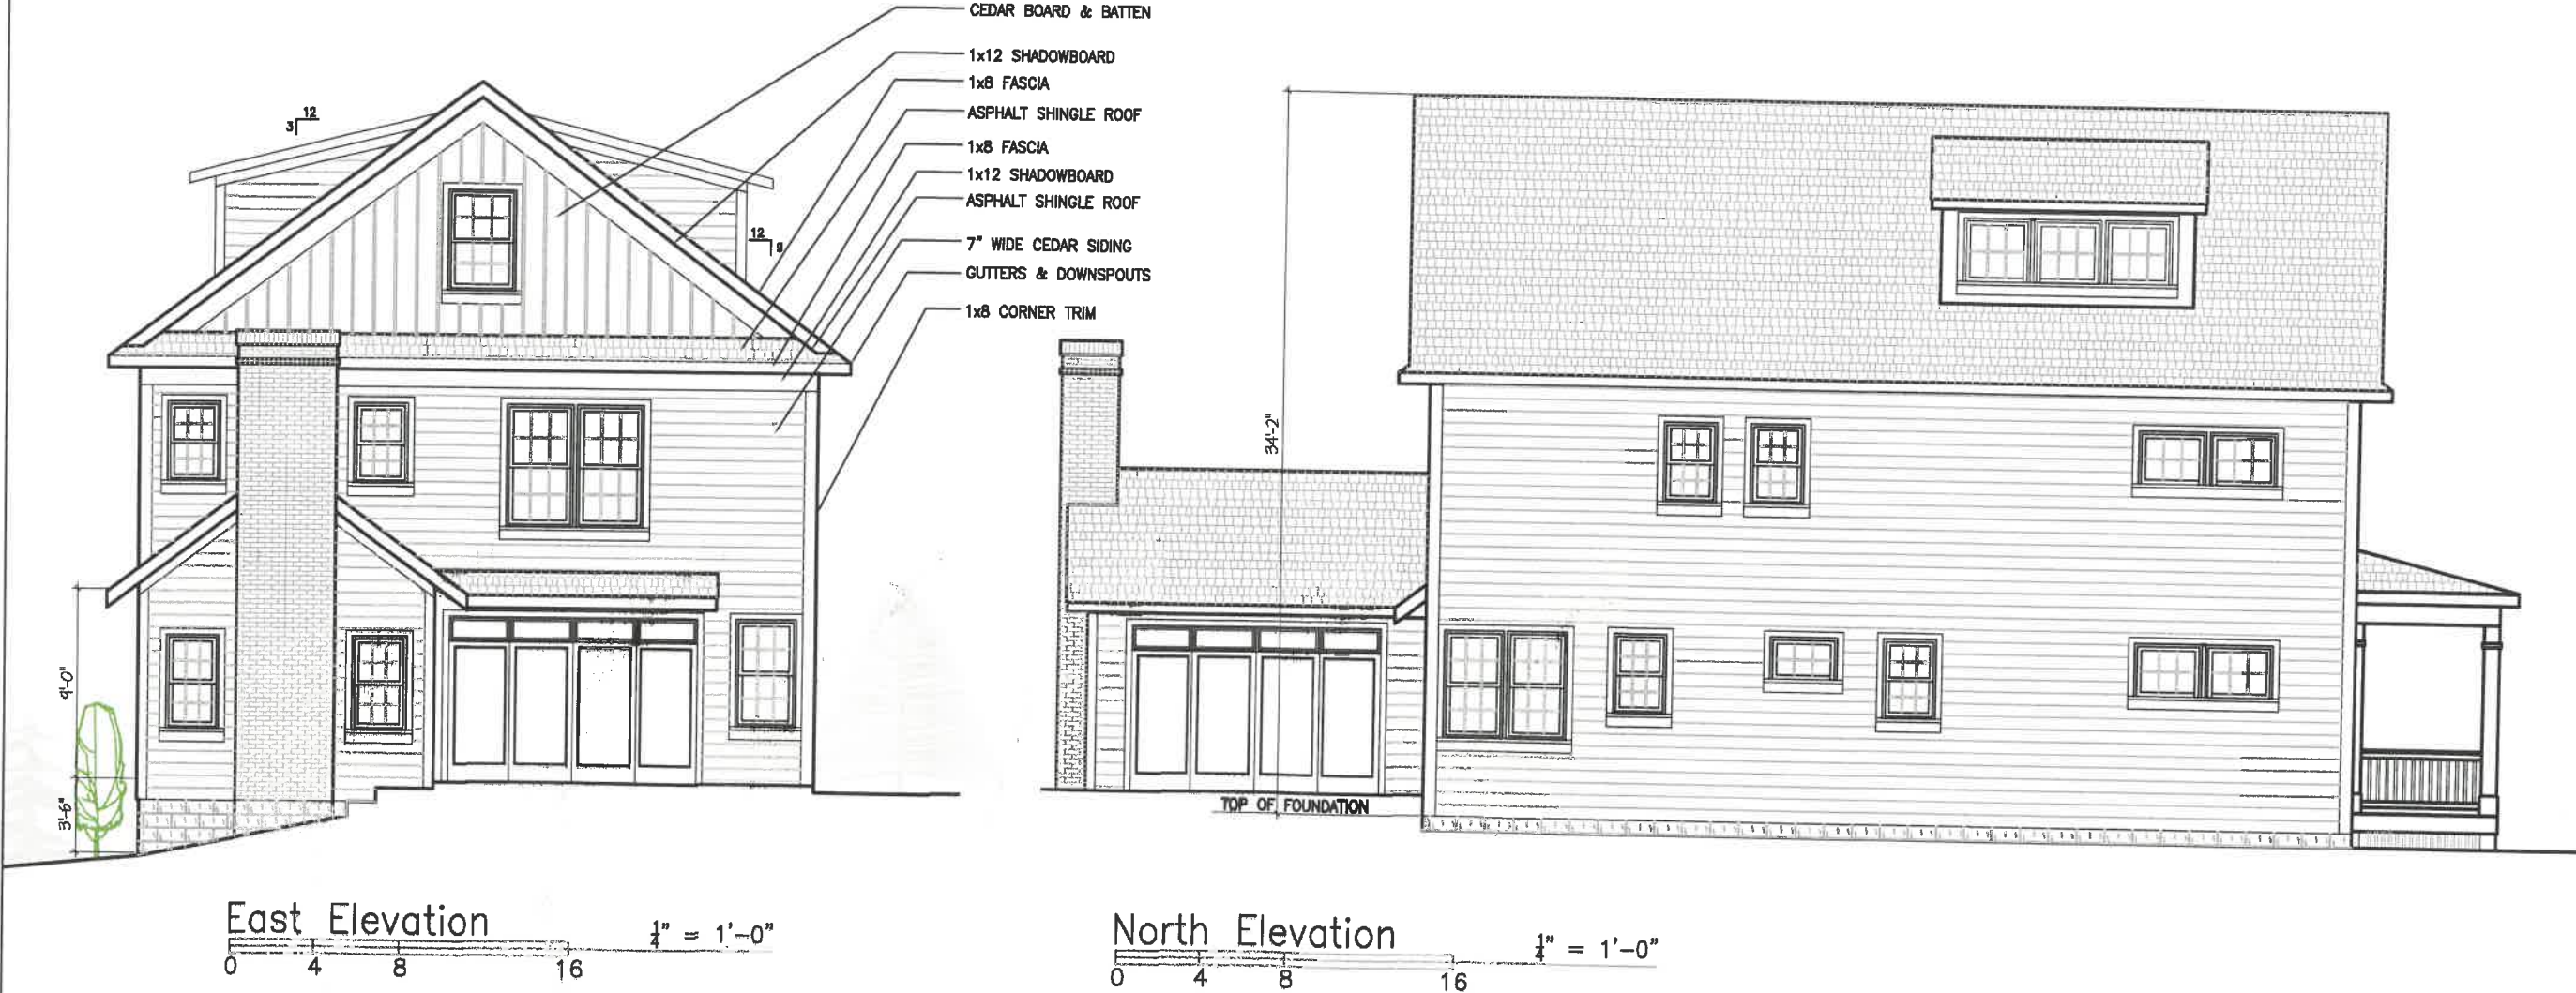 CEDAR BOARD & BATTEN
1x12 SHADOWBOARD
1x8 FASCIA
ASPHALT SHINGLE ROOF
1x8 FASCIA
1x12 SHADOWBOARD
ASPHALT SHINGLE ROOF
7" WIDE CEDAR SIDING
GUTTERS & DOWNSPOUTS
1x8 CORNER TRIM
12
3
12
9
34'-2"
9'-0"
3'-6"
TOP OF FOUNDATION
East Elevation
¼" = 1'-0"
0 4 8 16
North Elevation
¼" = 1'-0"
0 4 8 16